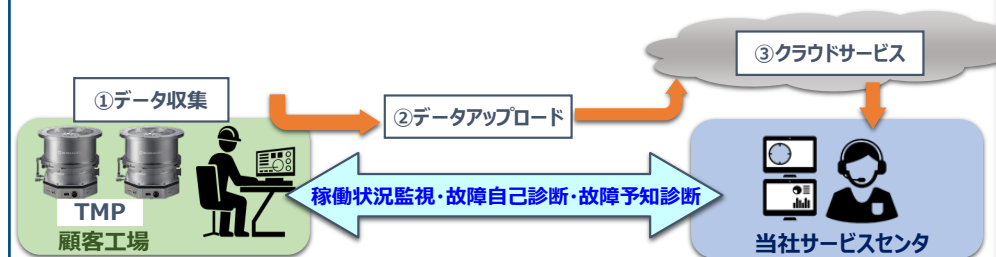 ③クラウドサービス
①データ収集
②データアップロード
稼働状況監視・故障自己診断・故障予知診断
TMP
顧客工場
当社サービスセンタ